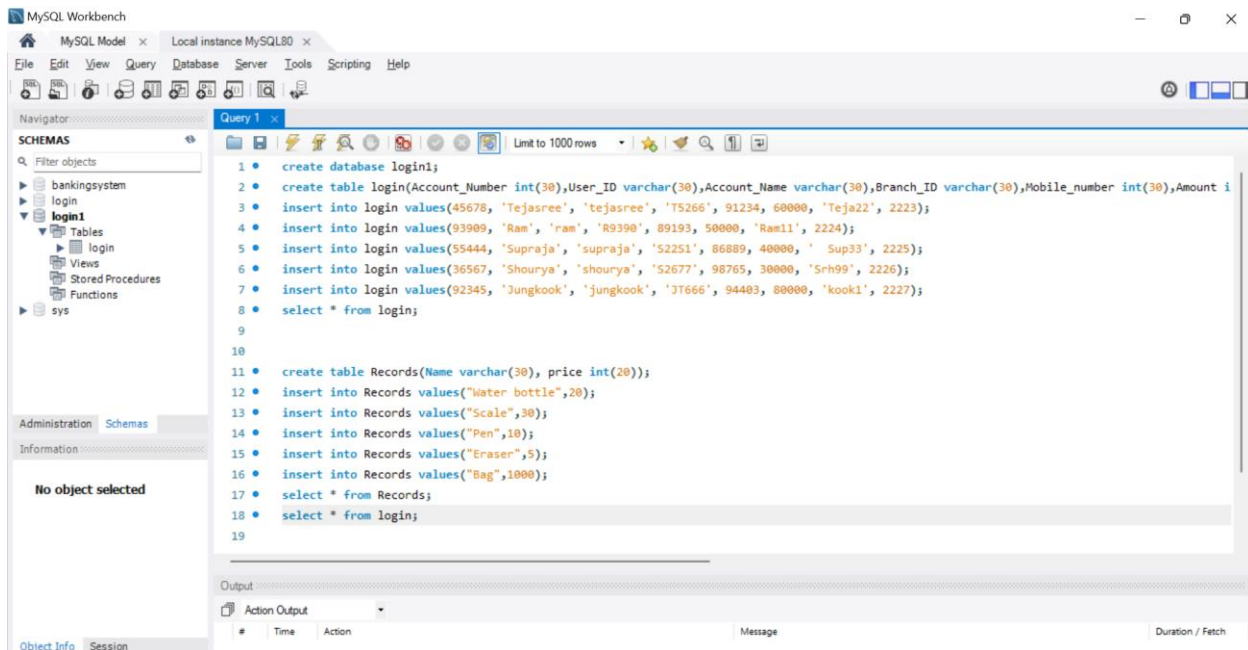 MySQL Workbench
MySQL Model × Local instance MySQL80 ×
File Edit View Query Database Server Tools Scripting Help
Navigator
SCHEMAS
Filter objects
bankingsystem
login
login1
Tables
login
Views
Stored Procedures
Functions
sys
Administration Schemas
Information
No object selected
Object Info Session
Query 1 ×
Limit to 1000 rows
1 create database login1;
2 create table login(Account_Number int(30),User_ID varchar(30),Account_Name varchar(30),Branch_ID varchar(30),Mobile_number int(30),Amount i
3 insert into login values(45678, 'Tejasree', 'tejasree', 'T5266', 91234, 60000, 'Teja22', 2223);
4 insert into login values(93909, 'Ram', 'ram', 'R9390', 89193, 50000, 'Ram11', 2224);
5 insert into login values(55444, 'Supraja', 'supraja', 'S22S1', 86889, 40000, '  Sup33', 2225);
6 insert into login values(36567, 'Shourya', 'shourya', 'S2677', 98765, 30000, 'Srh99', 2226);
7 insert into login values(92345, 'Jungkook', 'jungkook', 'JT666', 94403, 80000, 'kook1', 2227);
8 select * from login;
9
10
11 create table Records(Name varchar(30), price int(20));
12 insert into Records values("Water bottle",20);
13 insert into Records values("Scale",30);
14 insert into Records values("Pen",10);
15 insert into Records values("Eraser",5);
16 insert into Records values("Bag",1000);
17 select * from Records;
18 select * from login;
19
Output
Action Output
# Time Action Message Duration / Fetch